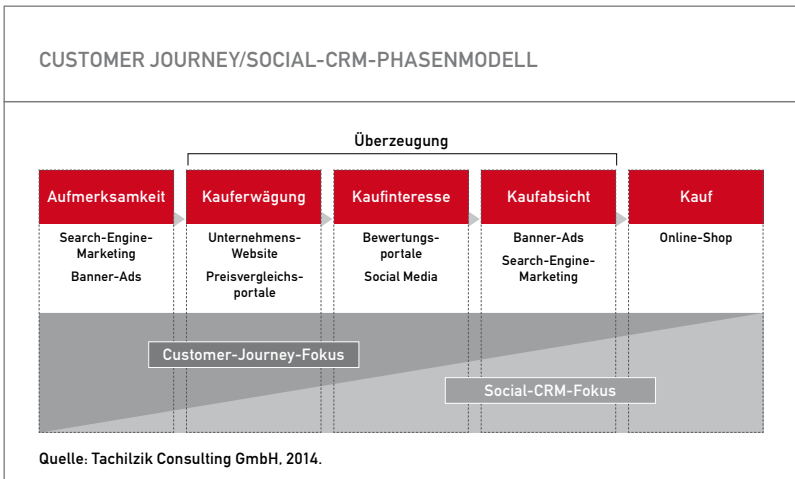 CUSTOMER JOURNEY/SOCIAL-CRM-PHASENMODELL
Überzeugung
Aufmerksamkeit
Kauferwägung
Kaufinteresse
Kaufabsicht
Kauf
Search-Engine-
Marketing
Banner-Ads
Unternehmens-
Website
Preisvergleichs-
portale
Bewertungs-
portale
Social Media
Banner-Ads
Search-Engine-
Marketing
Online-Shop
Customer-Journey-Fokus
Social-CRM-Fokus
Quelle: Tachilzik Consulting GmbH, 2014.